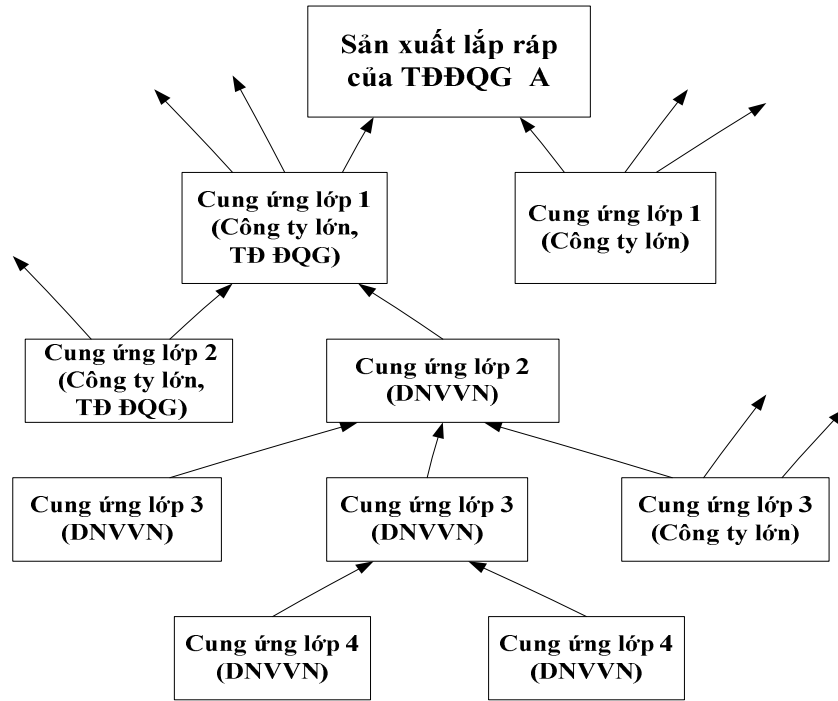 Sản xuất lắp ráp
của TĐĐQG A
Cung ứng lớp 1
(Công ty lớn,
TĐ ĐQG)
Cung ứng lớp 1
(Công ty lớn)
Cung ứng lớp 2
(Công ty lớn,
TĐ ĐQG)
Cung ứng lớp 2
(DNVVN)
Cung ứng lớp 3
(DNVVN)
Cung ứng lớp 3
(DNVVN)
Cung ứng lớp 3
(Công ty lớn)
Cung ứng lớp 4
(DNVVN)
Cung ứng lớp 4
(DNVVN)